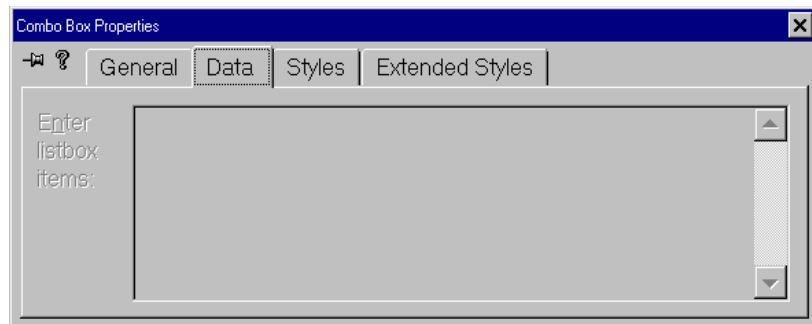 Combo Box Properties
General Data Styles Extended Styles
Enter
listbox
items: